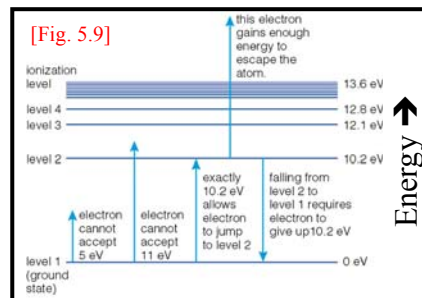 [Fig. 5.9]
this electron
gains enough
energy to
escape the
atom.
ionization
level
13.6 eV
level 4
12.8 eV
level 3
12.1 eV
level 2
10.2 eV
electron
cannot
accept
5 eV
electron
cannot
accept
11 eV
exactly
10.2 eV
allows
electron
to jump
to level 2
falling from
level 2 to
level 1 requires
electron to
give up10.2 eV
level 1
(ground
state)
0 eV
Energy →